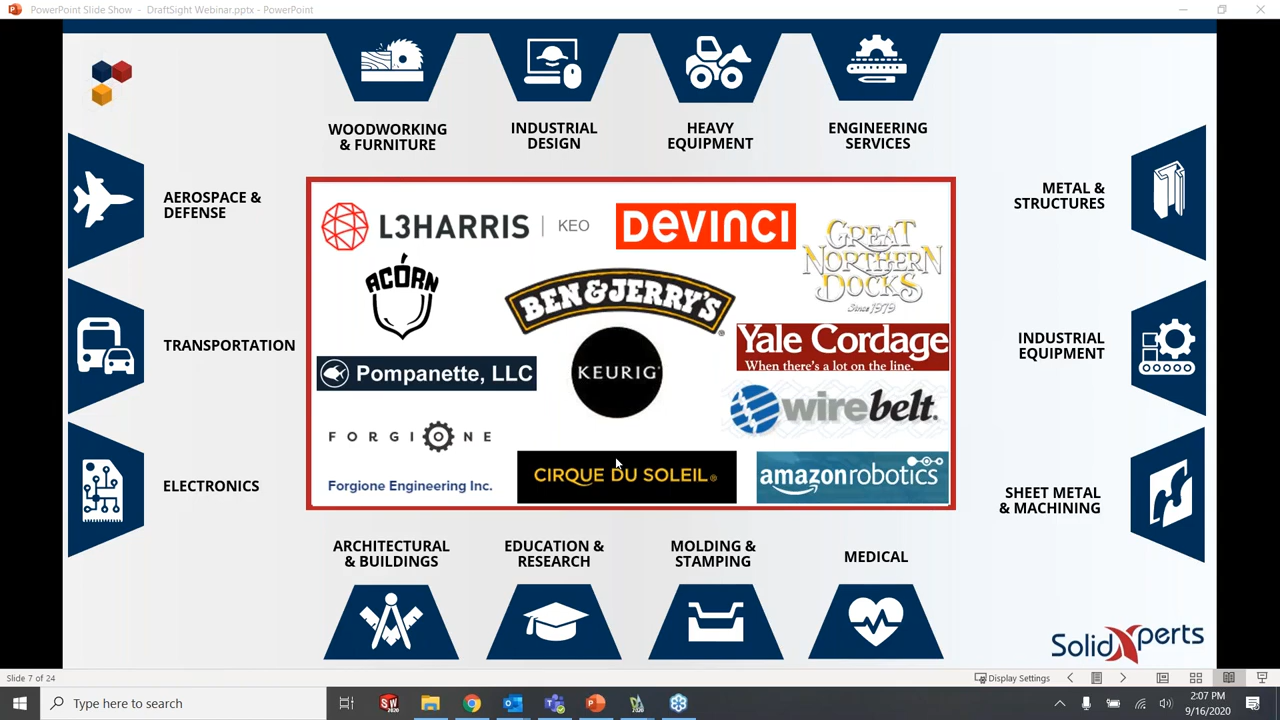 PowerPoint Slide Show - DraftSight Webinar.pptx - PowerPoint
WOODWORKING
& FURNITURE
INDUSTRIAL
DESIGN
HEAVY
EQUIPMENT
ENGINEERING
SERVICES
AEROSPACE &
DEFENSE
TRANSPORTATION
ELECTRONICS
L3HARRIS | KEO
DEVINCI
GREAT
NORTHERN
DOCKS
Since 1979
ACORN
BEN & JERRY'S®
Yale Cordage
When there's a lot on the line.
Pompanette, LLC
KEURIG®
wirebelt.
FORGIONE
Forgione Engineering Inc.
CIRQUE DU SOLEIL®
amazonrobotics
METAL &
STRUCTURES
INDUSTRIAL
EQUIPMENT
SHEET METAL
& MACHINING
ARCHITECTURAL
& BUILDINGS
EDUCATION &
RESEARCH
MOLDING &
STAMPING
MEDICAL
SolidXperts
Slide 7 of 24
Display Settings
Type here to search
SW
2020
2:07 PM
9/16/2020